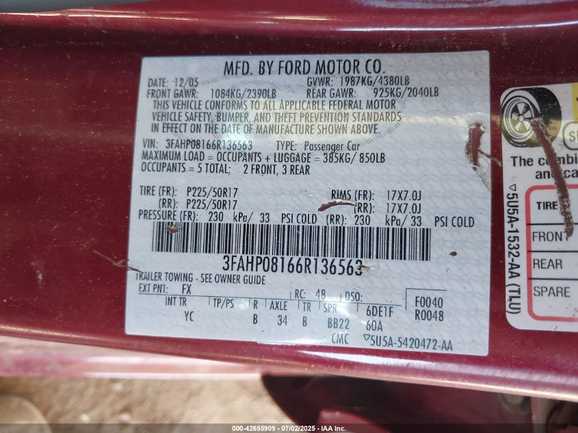 MFD. BY FORD MOTOR CO.
DATE: 12/05 GVWR: 1987KG/4380LB
FRONT GAWR: 1084KG/2390LB REAR GAWR: 925KG/2040LB
THIS VEHICLE CONFORMS TO ALL APPLICABLE FEDERAL MOTOR
VEHICLE SAFETY, BUMPER, AND THEFT PREVENTION STANDARDS
IN EFFECT ON THE DATE OF MANUFACTURE SHOWN ABOVE.
VIN: 3FAHP08166R136563 TYPE: Passenger Car
MAXIMUM LOAD = OCCUPANTS + LUGGAGE = 385KG/850LB
OCCUPANTS = 5 TOTAL: 2 FRONT, 3 REAR
TIRE (FR): P225/50R17 RIMS (FR): 17X7.0J
(RR): P225/50R17 (RR): 17X7.0J
PRESSURE (FR): 230 kPa/ 33 PSI COLD (RR): 230 kPa/ 33 PSI COLD
3FAHP08166R136563
TRAILER TOWING - SEE OWNER GUIDE
EXT PNT: FX RC: 48 DSO: F0040
INT TR TP/PS R AXLE TR SPR 6DE1F R0048
YC B 34 B BB22 60A
CMC ▽5U5A-5420472-AA
The combin
and carg
TIRE
FRONT
REAR
SPARE
▽5U5A-1532-AA (TLU)
000-42655905 - 07/02/2025 - IAAI.COM